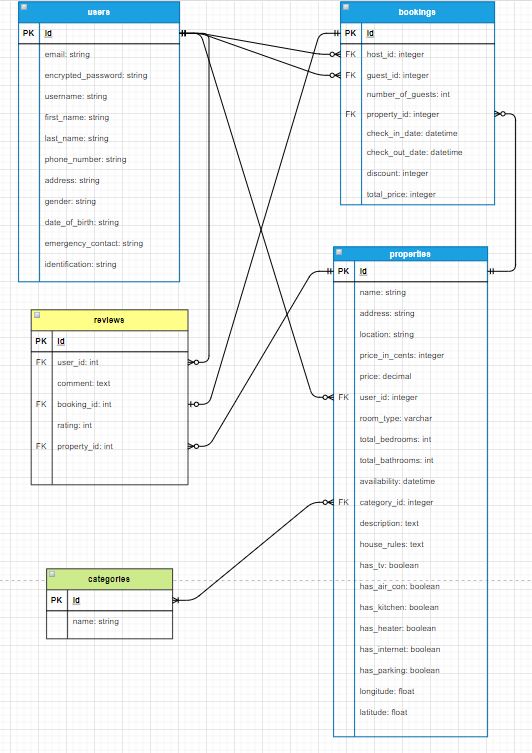 users
PK id
email: string
encrypted_password: string
username: string
first_name: string
last_name: string
phone_number: string
address: string
gender: string
date_of_birth: string
emergency_contact: string
identification: string
bookings
PK id
FK host_id: integer
FK guest_id: integer
number_of_guests: int
FK property_id: integer
check_in_date: datetime
check_out_date: datetime
discount: integer
total_price: integer
properties
PK id
name: string
address: string
location: string
price_in_cents: integer
price: decimal
FK user_id: integer
room_type: varchar
total_bedrooms: int
total_bathrooms: int
availability: datetime
FK category_id: integer
description: text
house_rules: text
has_tv: boolean
has_air_con: boolean
has_kitchen: boolean
has_heater: boolean
has_internet: boolean
has_parking: boolean
longitude: float
latitude: float
reviews
PK id
FK user_id: int
comment: text
FK booking_id: int
rating: int
FK property_id: int
categories
PK id
name: string